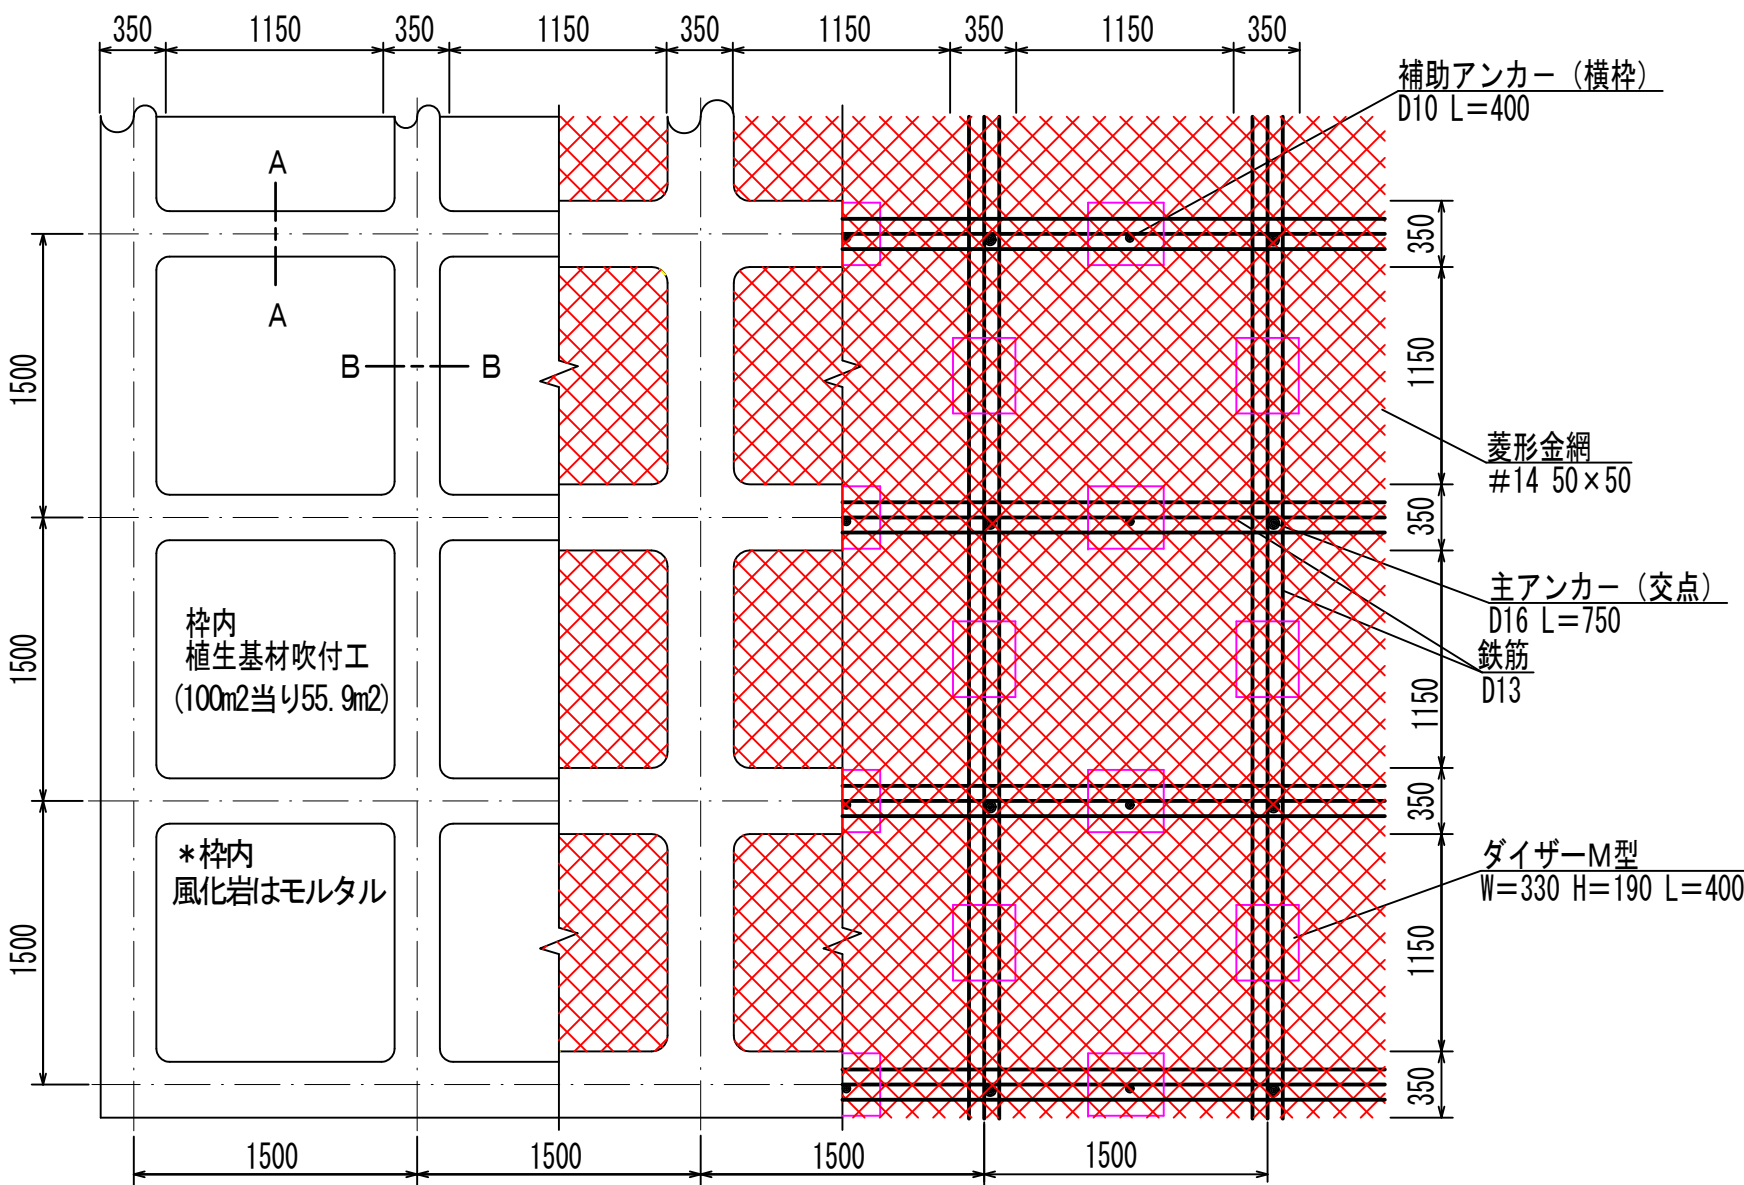 350 1150 350 1150 350 1150 350 1150 350
補助アンカー（横枠）
D10 L=400
A
A
B B
350
1150
1500
菱形金網
#14 50×50
350
主アンカー（交点）
D16 L=750
鉄筋
D13
1150
1500
枠内
植生基材吹付工
(100m2当り55.9m2)
350
ダイザーM型
W=330 H=190 L=400
*枠内
風化岩はモルタル
1150
1500
350
1500 1500 1500 1500